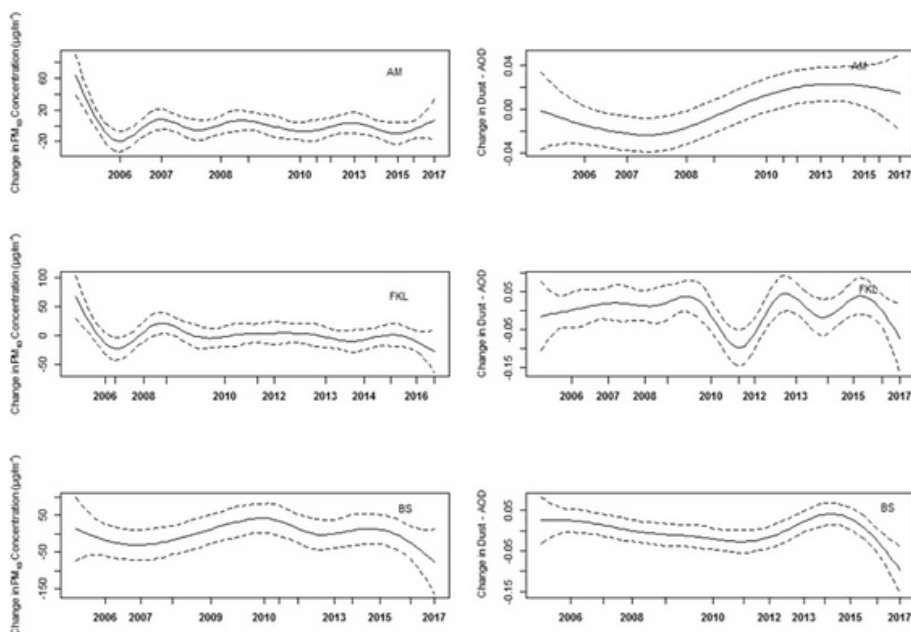 Change in PM₁₀ Concentration (µg/m³)
60
20
-20
AM
2006 2007 2008 2010 2013 2015 2017
Change in Dust - AOD
0.04
0.00
-0.04
AM
2006 2007 2008 2010 2013 2015 2017
Change in PM₁₀ Concentration (µg/m³)
100
50
0
-50
FKL
2006 2008 2010 2012 2013 2014 2016
Change in Dust - AOD
0.05
-0.05
-0.15
FKL
2006 2007 2008 2010 2012 2013 2015 2017
Change in PM₁₀ Concentration (µg/m³)
50
-50
-150
BS
2006 2007 2009 2010 2012 2014 2015 2017
Change in Dust - AOD
0.05
-0.05
-0.15
BS
2006 2008 2010 2012 2014 2015 2017